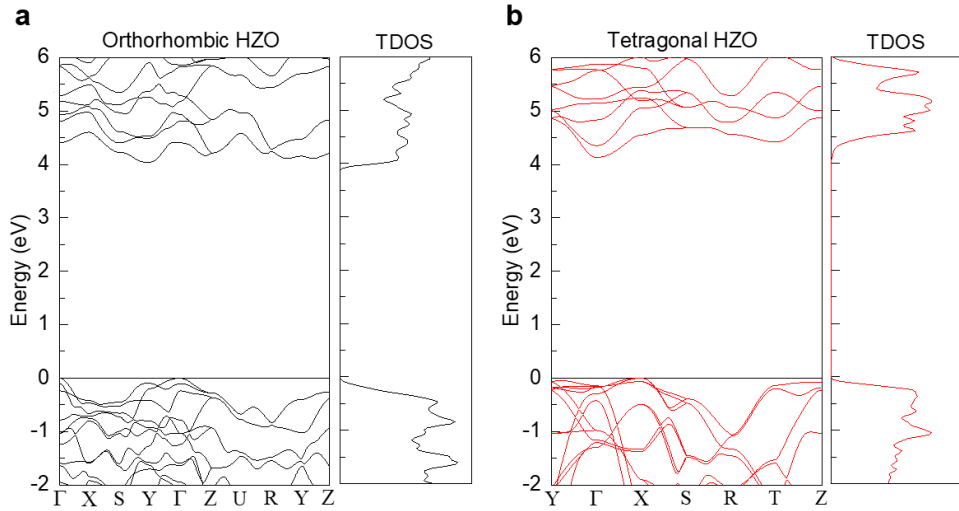 a
Orthorhombic HZO
TDOS
Energy (eV)
6
5
4
3
2
1
0
-1
-2
Γ X S Y Γ Z U R Y Z
b
Tetragonal HZO
TDOS
Energy (eV)
6
5
4
3
2
1
0
-1
-2
Y Γ X S R T Z